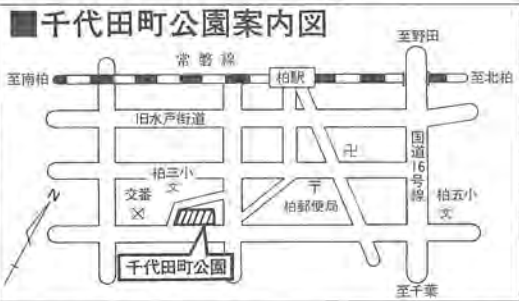 ■千代田町公園案内図
至野田
常磐線
至南柏
柏駅
至北柏
旧水戸街道
国道16号線
卍
柏三小
文
交番
〒
柏郵便局
柏五小
文
N
千代田町公園
至千葉